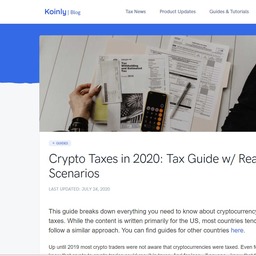 Koinly | Blog
Tax News
Product Updates
Guides & Tutorials
GUIDES
Crypto Taxes in 2020: Tax Guide w/ Rea
Scenarios
LAST UPDATED: JULY 24, 2020
This guide breaks down everything you need to know about cryptocurrency
taxes. While the content is written primarily for the US, most countries tend
follow a similar approach. You can find guides for other countries here.
Up until 2019 most crypto traders were not aware that cryptocurrencies were taxed. Even